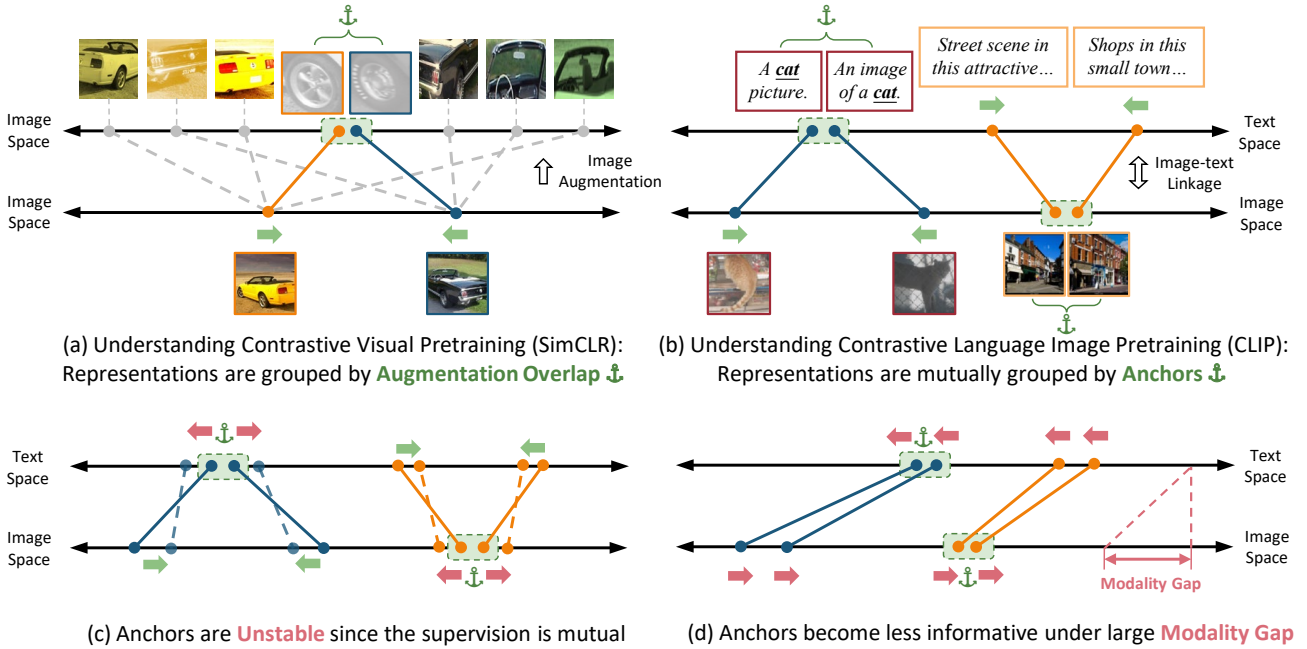 A cat
picture.
An image
of a cat.
Street scene in
this attractive…
Shops in this
small town…
Image
Space
Image
Augmentation
Image
Space
Text
Space
Image-text
Linkage
Image
Space
(a) Understanding Contrastive Visual Pretraining (SimCLR):
Representations are grouped by Augmentation Overlap
(b) Understanding Contrastive Language Image Pretraining (CLIP):
Representations are mutually grouped by Anchors
Text
Space
Image
Space
Text
Space
Image
Space
Modality Gap
(c) Anchors are Unstable since the supervision is mutual
(d) Anchors become less informative under large Modality Gap